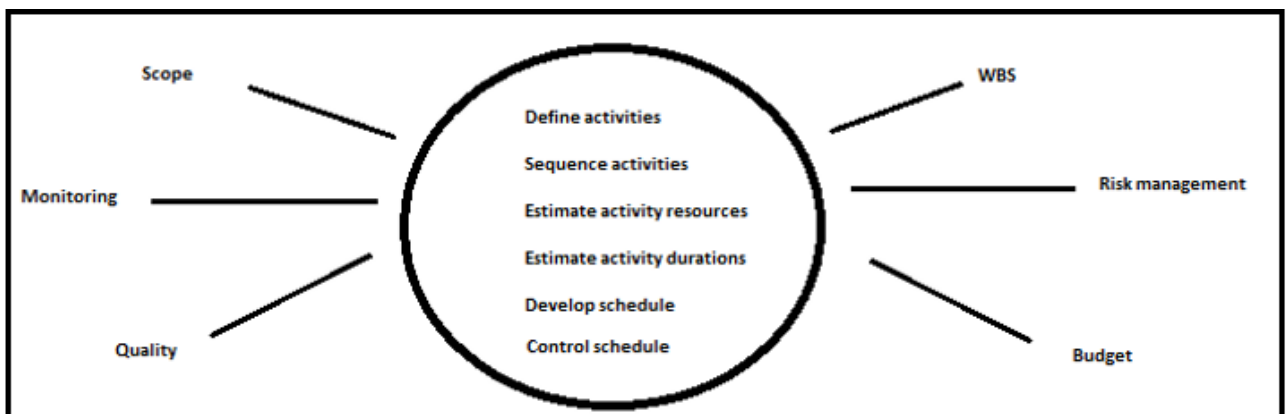 Scope
WBS
Define activities
Sequence activities
Monitoring
Risk management
Estimate activity resources
Estimate activity durations
Develop schedule
Quality
Control schedule
Budget